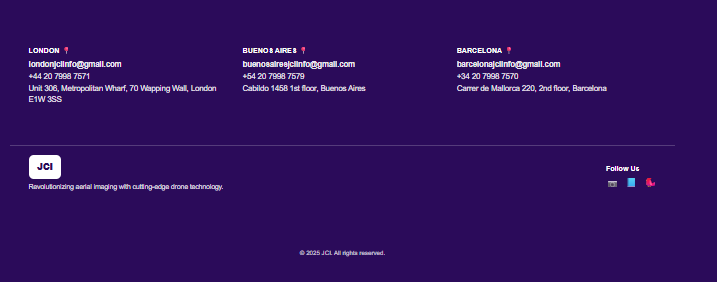 LONDON 📍
londonjciinfo@gmail.com
+44 20 7998 7571
Unit 306, Metropolitan Wharf, 70 Wapping Wall, London
E1W 3SS
BUENOS AIRES 📍
buenosairesjciinfo@gmail.com
+54 20 7998 7579
Cabildo 1458 1st floor, Buenos Aires
BARCELONA 📍
barcelonajciinfo@gmail.com
+34 20 7998 7570
Carrer de Mallorca 220, 2nd floor, Barcelona
JCI
Revolutionizing aerial imaging with cutting-edge drone technology.
Follow Us
© 2025 JCI. All rights reserved.